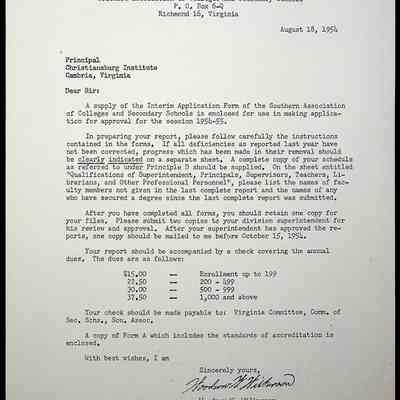 P. O. Box 6-Q
Richmond 16, Virginia
August 18, 1954
Principal
Christiansburg Institute
Cambria, Virginia
Dear Sir:
A supply of the Interim Application Form of the Southern Association
of Colleges and Secondary Schools is enclosed for use in making applica-
tion for approval for the session 1954-55.
In preparing your report, please follow carefully the instructions
contained in the forms. If all deficiencies as reported last year have
not been corrected, progress which has been made in their removal should
be clearly indicated on a separate sheet. A complete copy of your schedule
as referred to under Principle D should be supplied. On the sheet entitled
"Qualifications of Superintendent, Principals, Supervisors, Teachers, Li-
brarians, and Other Professional Personnel", please list the names of fac-
ulty members not given in the last complete report and the names of any
who have secured a degree since the last complete report was submitted.
After you have completed all forms, you should retain one copy for
your files. Please submit two copies to your division superintendent for
his review and approval. After your superintendent has approved the re-
ports, one copy should be mailed to me before October 15, 1954.
Your report should be accompanied by a check covering the annual
dues. The dues are as follows:
$15.00 — Enrollment up to 199
22.50 — 200 - 499
30.00 — 500 - 999
37.50 — 1,000 and above
Your check should be made payable to: Virginia Committee, Comm. of
Sec. Schs., Sou. Assoc.
A copy of Form A which includes the standards of accreditation is
enclosed.
With best wishes, I am
Sincerely yours,
Woodrow W. Wilkerson